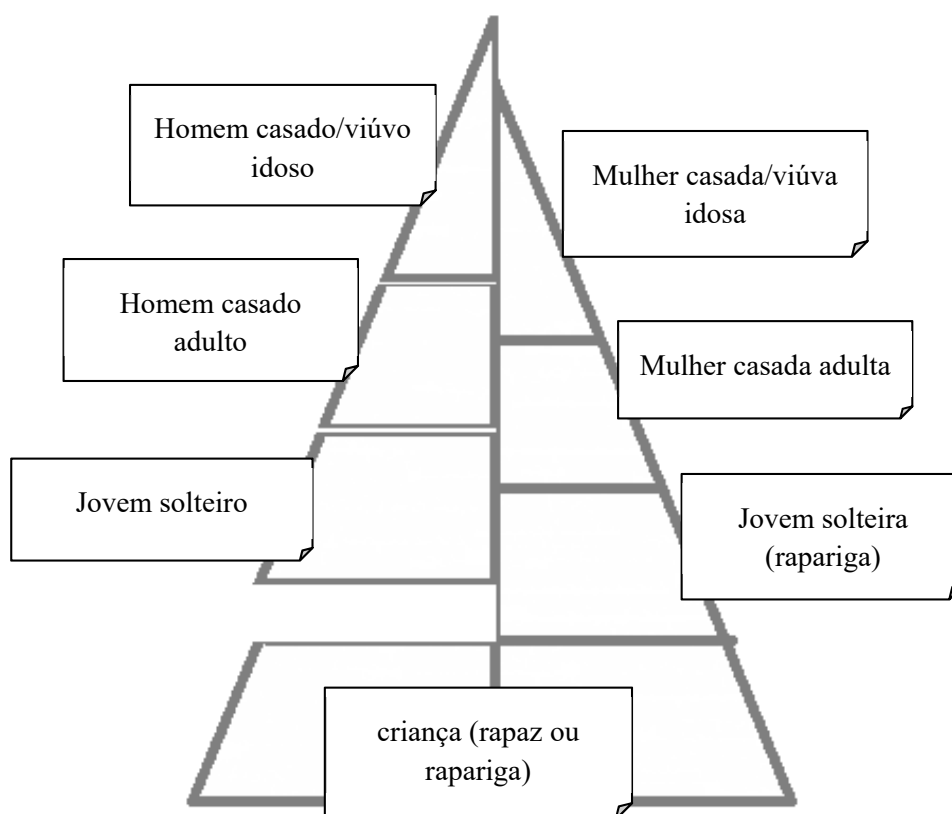 Homem casado/viúvo
idoso
Mulher casada/viúva
idosa
Homem casado
adulto
Mulher casada adulta
Jovem solteiro
Jovem solteira
(rapariga)
criança (rapaz ou
rapariga)